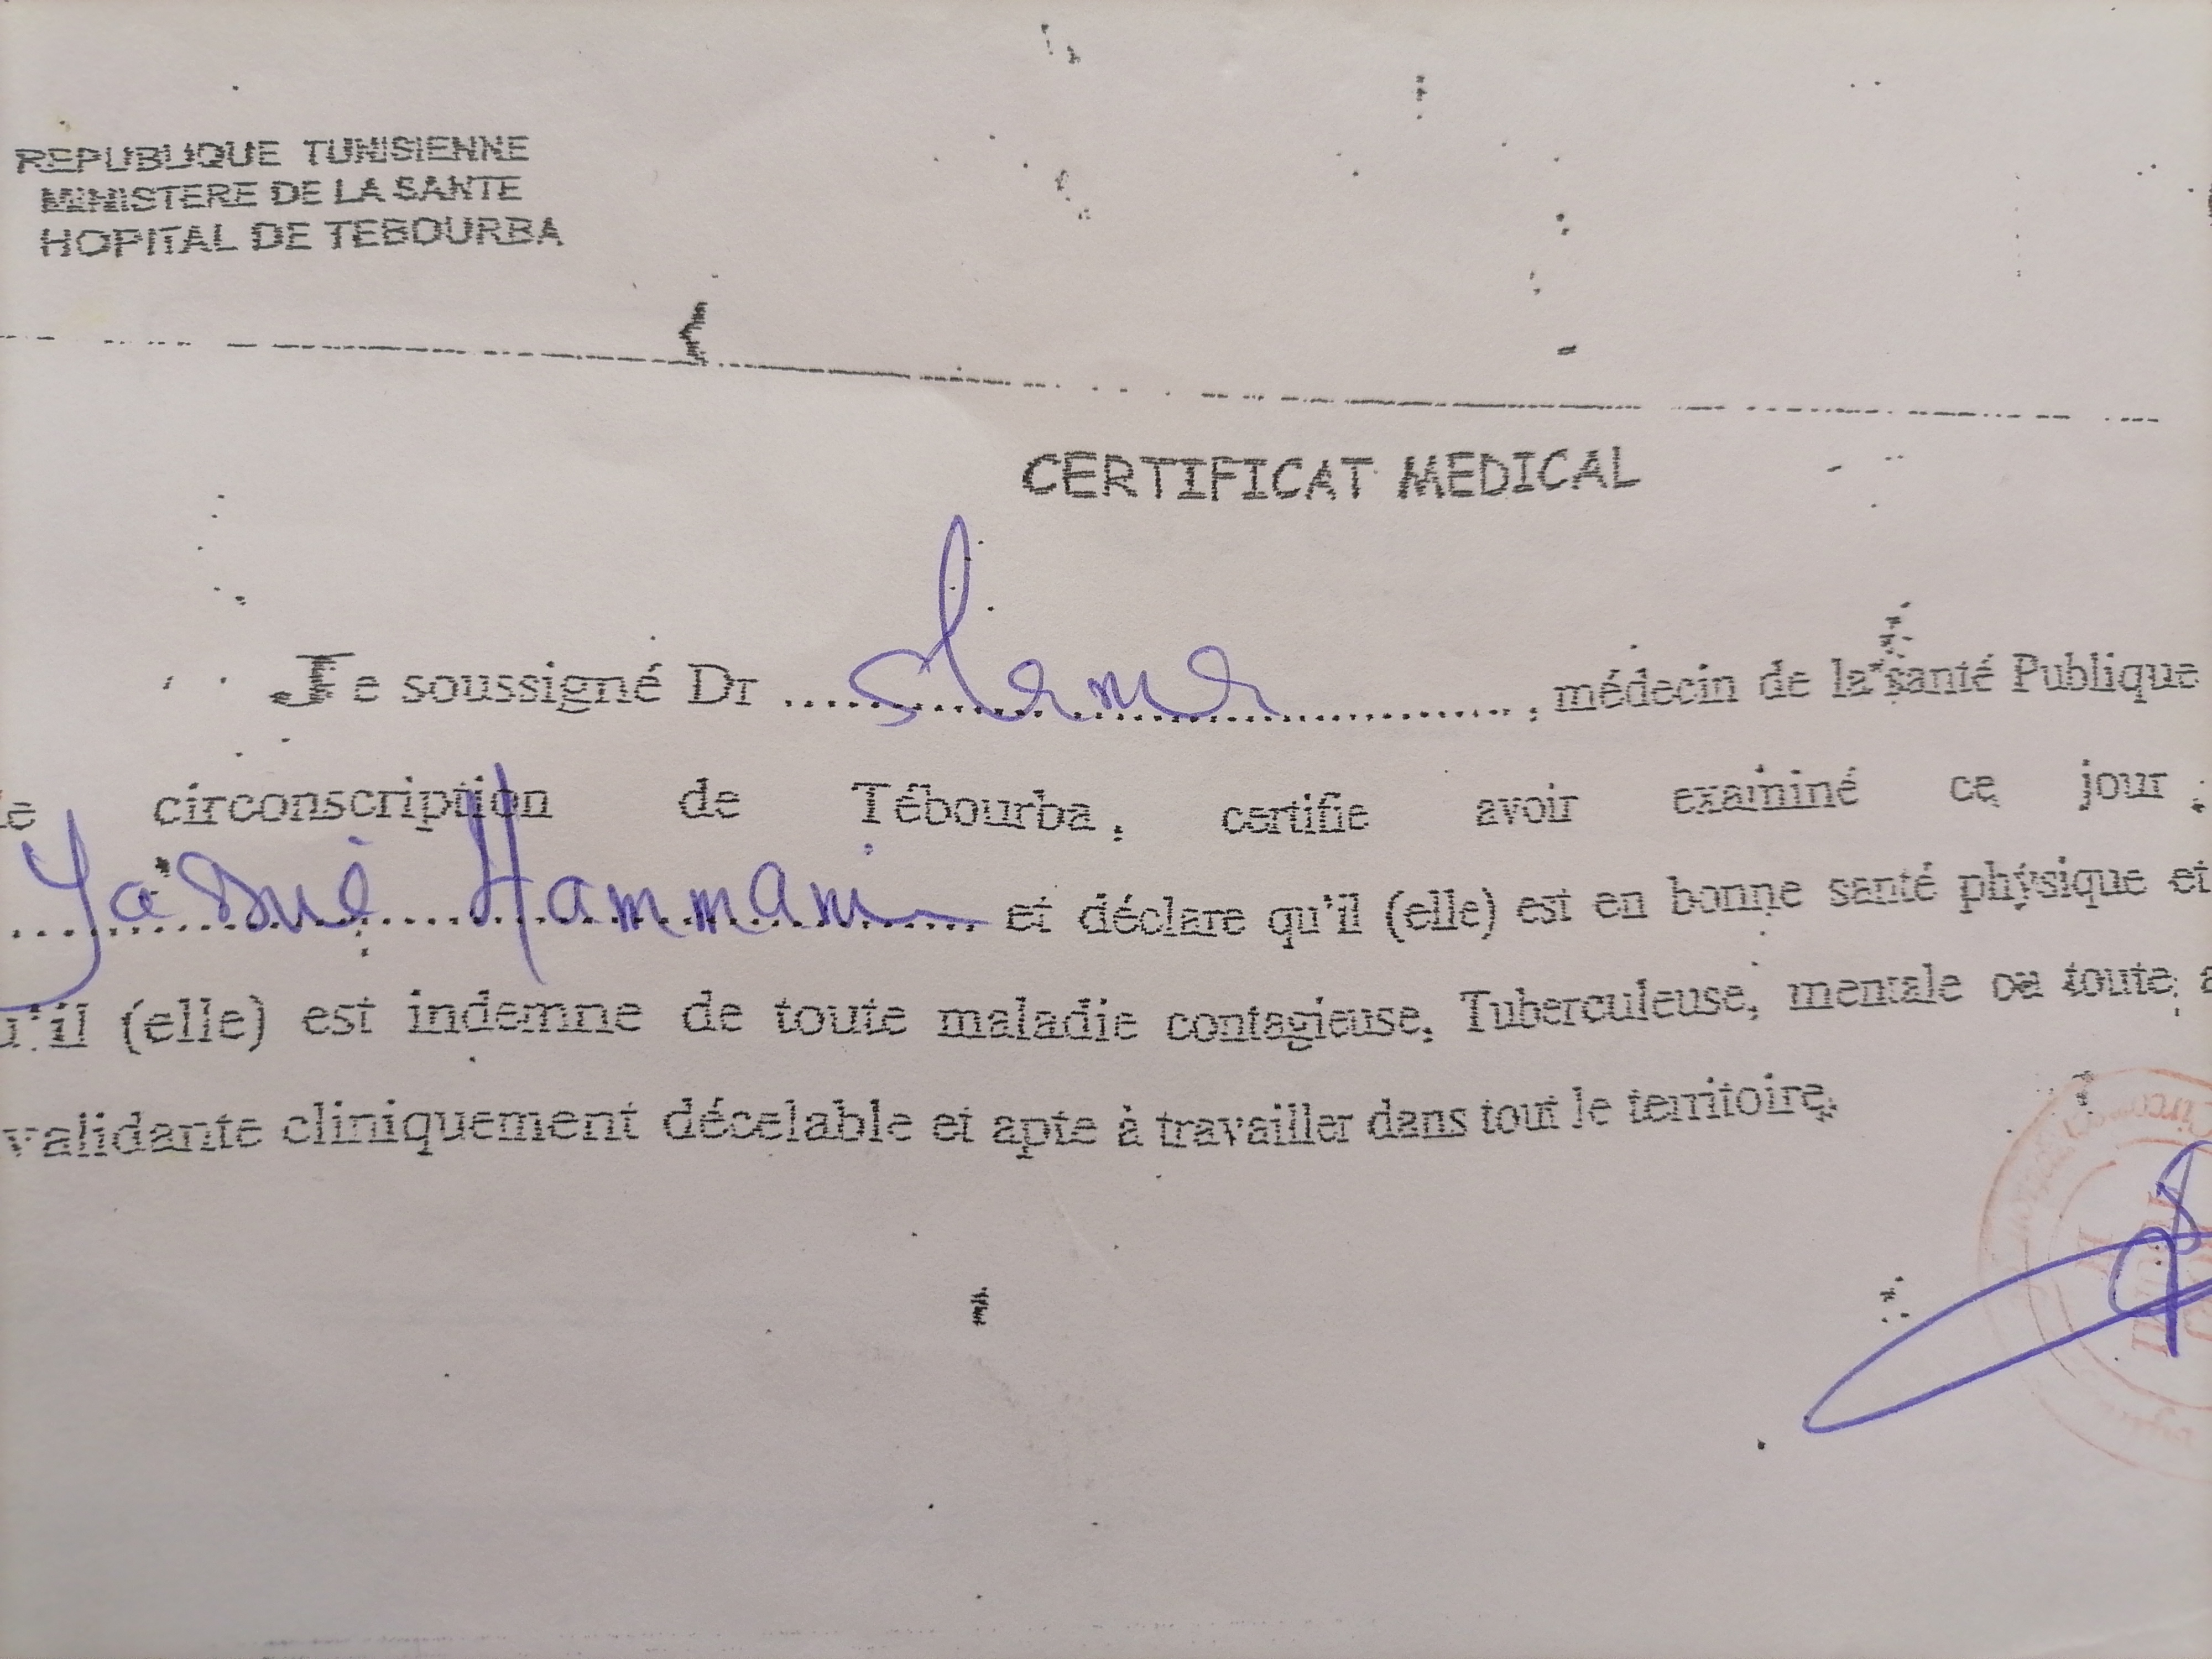 REPUBLIQUE TUNISIENNE
MINISTERE DE LA SANTE
HOPITAL DE TEBOURBA
CERTIFICAT MEDICAL
Je soussigné Dr ..... slama ....., médecin de la santé Publique
circonscription de Tébourba, certifie avoir examiné ce jour,
..... Hammami ..... et déclare qu'il (elle) est en bonne santé physique et
u'il (elle) est indemne de toute maladie contagieuse, Tuberculeuse, mentale ou toute a
validante cliniquement décelable et apte à travailler dans tout le territoire.